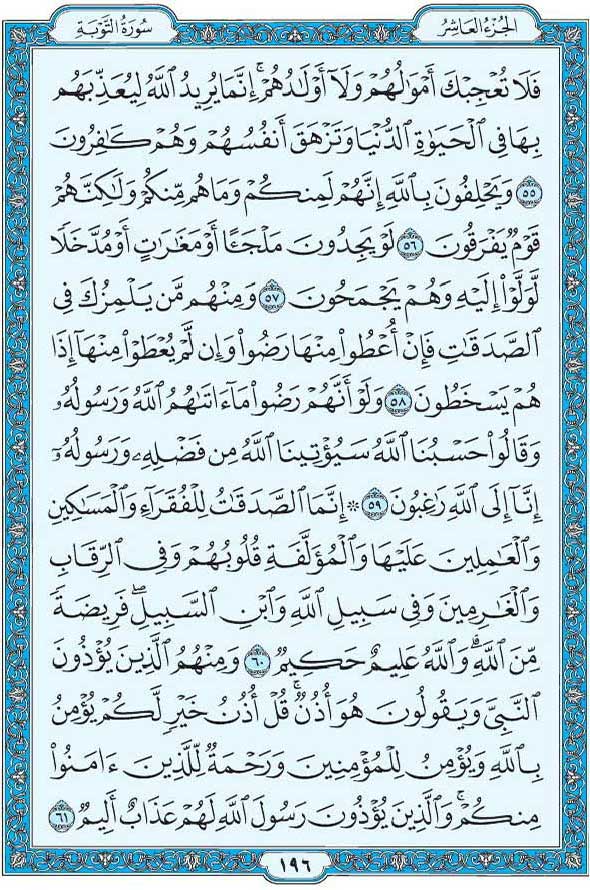 الجزء العاشر
سورة التوبة
فَلَا تُعْجِبْكَ أَمْوَٰلُهُمْ وَلَآ أَوْلَٰدُهُمْ ۚ إِنَّمَا يُرِيدُ ٱللَّهُ لِيُعَذِّبَهُم
بِهَا فِى ٱلْحَيَوٰةِ ٱلدُّنْيَا وَتَزْهَقَ أَنفُسُهُمْ وَهُمْ كَٰفِرُونَ
٥٥ وَيَحْلِفُونَ بِٱللَّهِ إِنَّهُمْ لَمِنكُمْ وَمَا هُم مِّنكُمْ وَلَٰكِنَّهُمْ
قَوْمٌ يَفْرَقُونَ ٥٦ لَوْ يَجِدُونَ مَلْجَـًٔا أَوْ مَغَٰرَٰتٍ أَوْ مُدَّخَلًا
لَّوَلَّوْا۟ إِلَيْهِ وَهُمْ يَجْمَحُونَ ٥٧ وَمِنْهُم مَّن يَلْمِزُكَ فِى
ٱلصَّدَقَٰتِ فَإِنْ أُعْطُوا۟ مِنْهَا رَضُوا۟ وَإِن لَّمْ يُعْطَوْا۟ مِنْهَآ إِذَا
هُمْ يَسْخَطُونَ ٥٨ وَلَوْ أَنَّهُمْ رَضُوا۟ مَآ ءَاتَىٰهُمُ ٱللَّهُ وَرَسُولُهُۥ
وَقَالُوا۟ حَسْبُنَا ٱللَّهُ سَيُؤْتِينَا ٱللَّهُ مِن فَضْلِهِۦ وَرَسُولُهُۥٓ
إِنَّآ إِلَى ٱللَّهِ رَٰغِبُونَ ٥٩ ۞ إِنَّمَا ٱلصَّدَقَٰتُ لِلْفُقَرَآءِ وَٱلْمَسَٰكِينِ
وَٱلْعَٰمِلِينَ عَلَيْهَا وَٱلْمُؤَلَّفَةِ قُلُوبُهُمْ وَفِى ٱلرِّقَابِ
وَٱلْغَٰرِمِينَ وَفِى سَبِيلِ ٱللَّهِ وَٱبْنِ ٱلسَّبِيلِ ۖ فَرِيضَةً
مِّنَ ٱللَّهِ ۗ وَٱللَّهُ عَلِيمٌ حَكِيمٌ ٦٠ وَمِنْهُمُ ٱلَّذِينَ يُؤْذُونَ
ٱلنَّبِىَّ وَيَقُولُونَ هُوَ أُذُنٌ ۚ قُلْ أُذُنُ خَيْرٍ لَّكُمْ يُؤْمِنُ
بِٱللَّهِ وَيُؤْمِنُ لِلْمُؤْمِنِينَ وَرَحْمَةٌ لِّلَّذِينَ ءَامَنُوا۟
مِنكُمْ ۚ وَٱلَّذِينَ يُؤْذُونَ رَسُولَ ٱللَّهِ لَهُمْ عَذَابٌ أَلِيمٌ ٦١
١٩٦